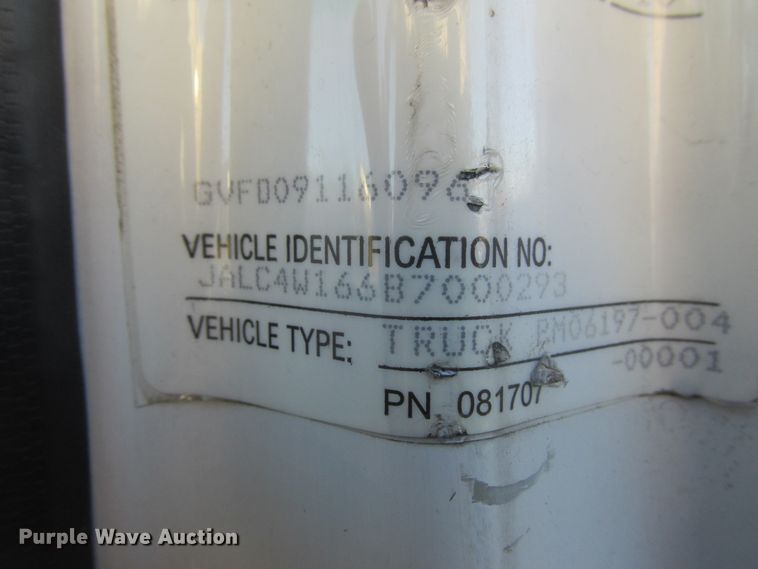 GVFD09116096
VEHICLE IDENTIFICATION NO:
JALC4W166B7000293
VEHICLE TYPE: TRUCK RM06197-004
-00001
PN 081707
Purple Wave Auction